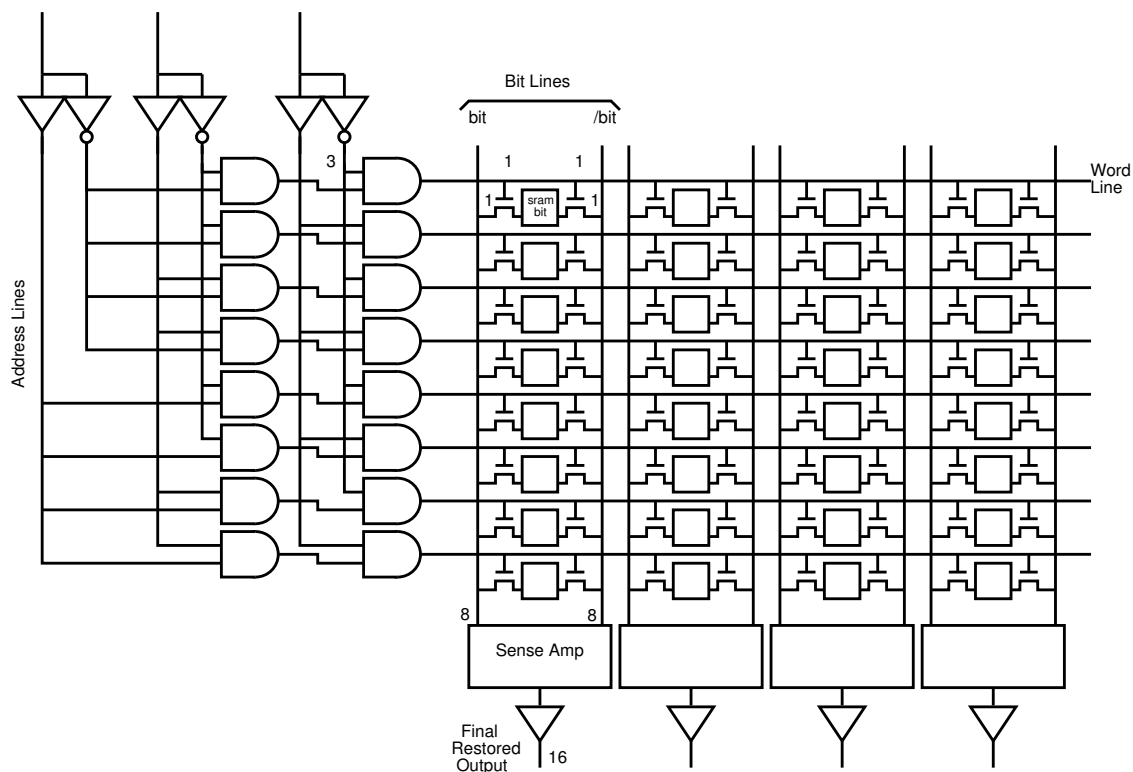 Bit Lines
bit /bit
3 1 1
Word
Line
1 sram
bit 1
Address Lines
8 8
Sense Amp
Final
Restored
Output 16